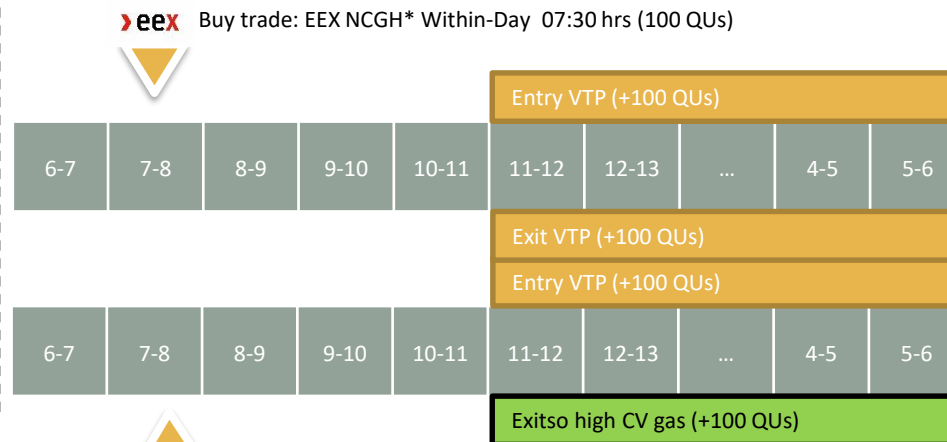 eex Buy trade: EEX NCGH* Within-Day 07:30 hrs (100 QUs)
Entry VTP (+100 QUs)
6-7 7-8 8-9 9-10 10-11 11-12 12-13 ... 4-5 5-6
Exit VTP (+100 QUs)
Entry VTP (+100 QUs)
6-7 7-8 8-9 9-10 10-11 11-12 12-13 ... 4-5 5-6
Exitso high CV gas (+100 QUs)